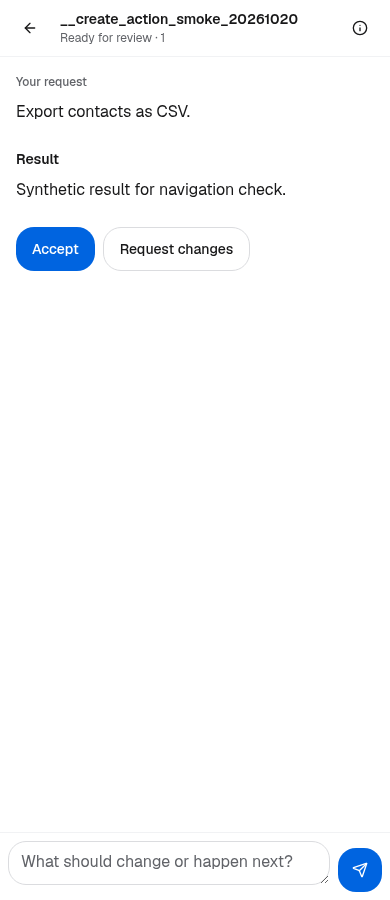 __create_action_smoke_20261020
Ready for review · 1
Your request
Export contacts as CSV.
Result
Synthetic result for navigation check.
Accept
Request changes
What should change or happen next?